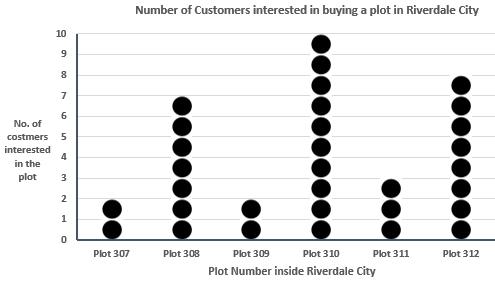 Number of Customers interested in buying a plot in Riverdale City
10
9
8
7
6
5
4
3
2
1
0
No. of
costmers
interested
in the
plot
Plot 307 Plot 308 Plot 309 Plot 310 Plot 311 Plot 312
Plot Number inside Riverdale City